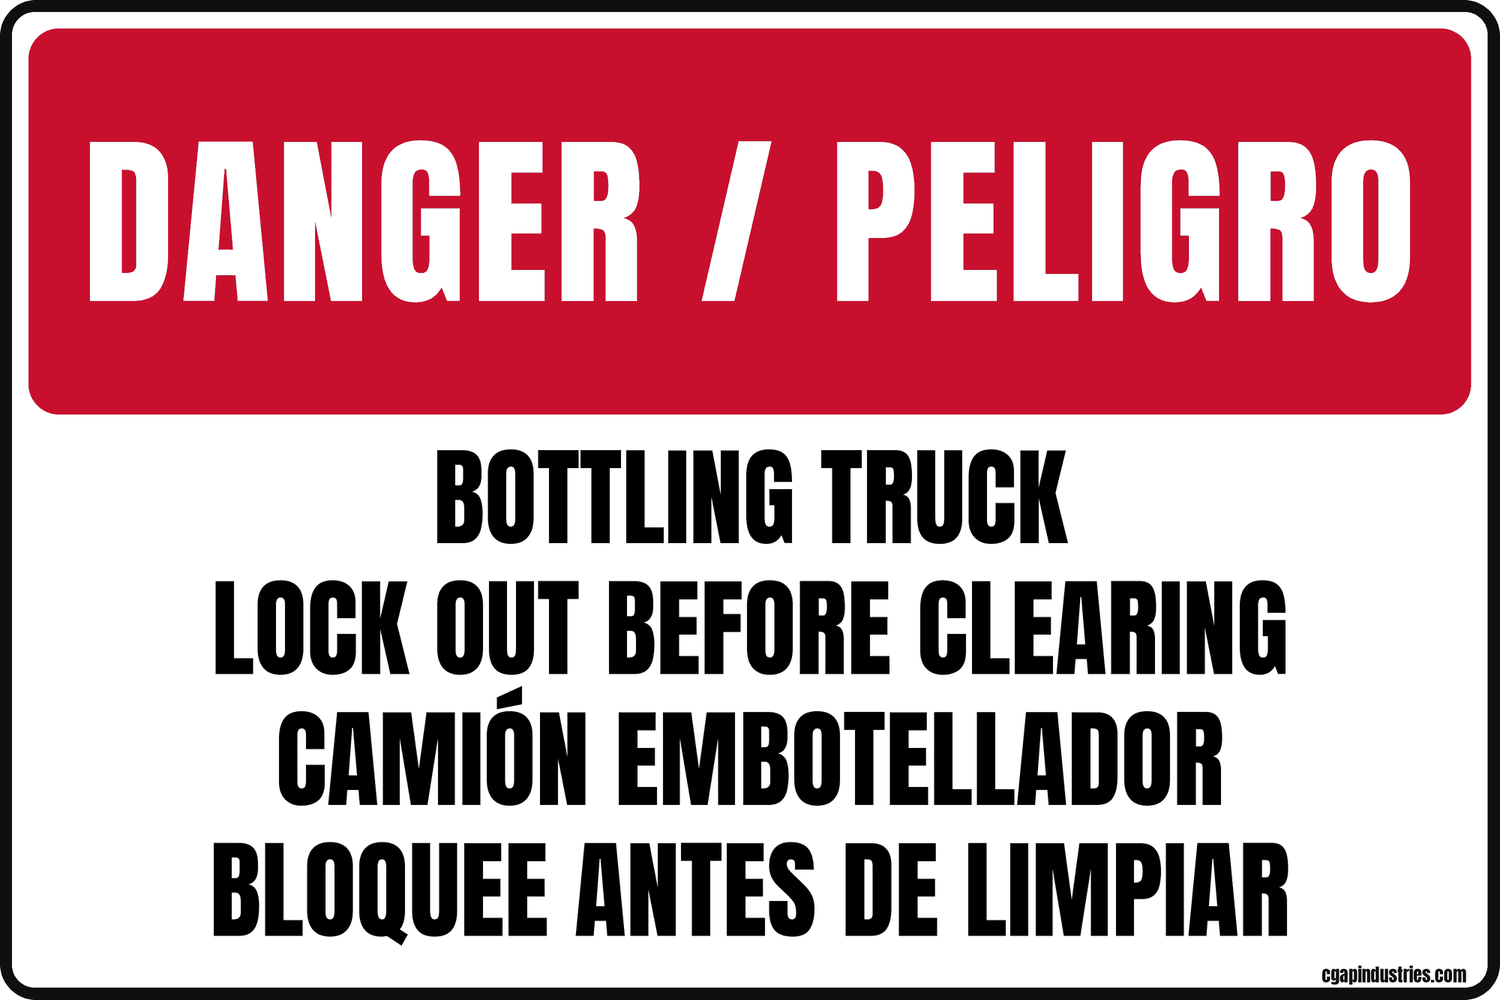 DANGER / PELIGRO
BOTTLING TRUCK
LOCK OUT BEFORE CLEARING
CAMIÓN EMBOTELLADOR
BLOQUEE ANTES DE LIMPIAR
cgapindustries.com